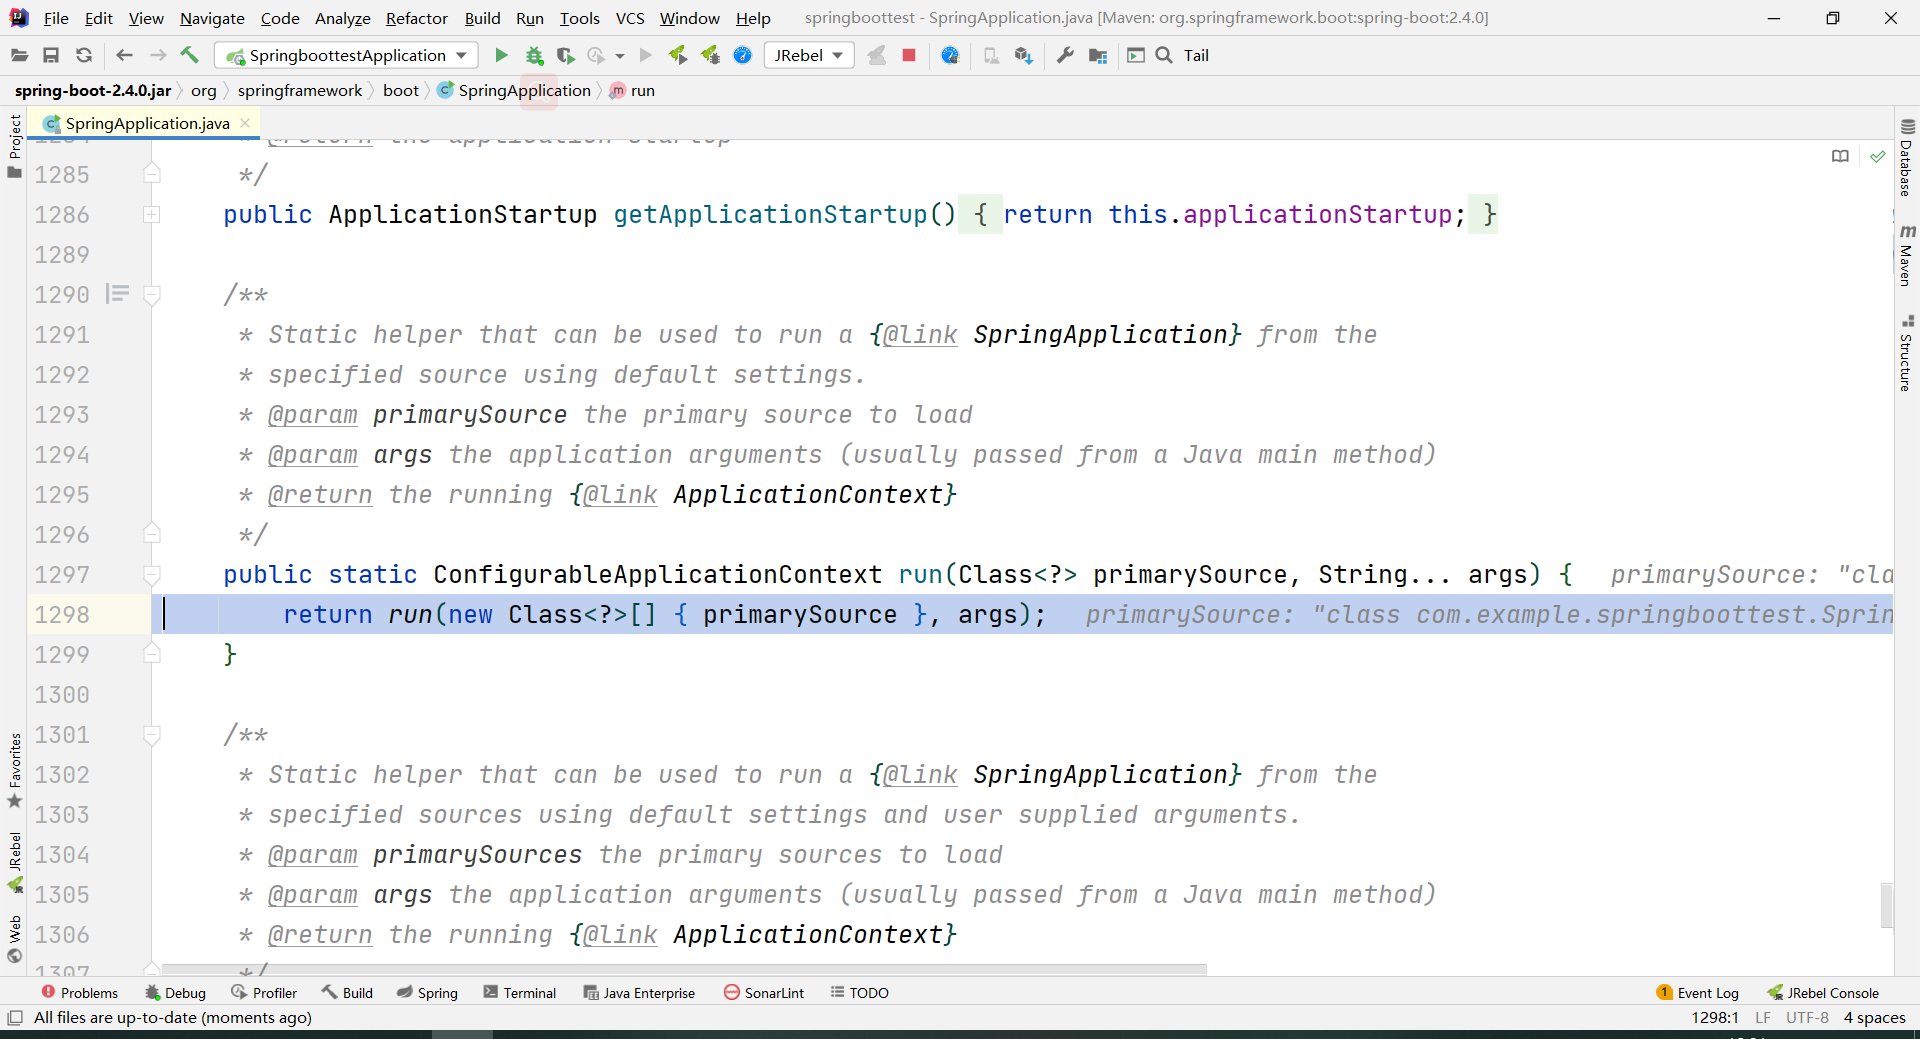 File Edit View Navigate Code Analyze Refactor Build Run Tools VCS Window Help springboottest - SpringApplication.java [Maven: org.springframework.boot:spring-boot:2.4.0]
SpringboottestApplication JRebel Tail
spring-boot-2.4.0.jar org springframework boot SpringApplication run
SpringApplication.java
Project
Favorites
JRebel
Web
Database
Maven
Structure
* @return the application startup
1285 */
1286 public ApplicationStartup getApplicationStartup() { return this.applicationStartup; }
1289
1290 /**
1291 * Static helper that can be used to run a {@link SpringApplication} from the
1292 * specified source using default settings.
1293 * @param primarySource the primary source to load
1294 * @param args the application arguments (usually passed from a Java main method)
1295 * @return the running {@link ApplicationContext}
1296 */
1297 public static ConfigurableApplicationContext run(Class<?> primarySource, String... args) { primarySource: "cla
1298 return run(new Class<?>[] { primarySource }, args); primarySource: "class com.example.springboottest.Sprin
1299 }
1300
1301 /**
1302 * Static helper that can be used to run a {@link SpringApplication} from the
1303 * specified sources using default settings and user supplied arguments.
1304 * @param primarySources the primary sources to load
1305 * @param args the application arguments (usually passed from a Java main method)
1306 * @return the running {@link ApplicationContext}
1307 */
Problems Debug Profiler Build Spring Terminal Java Enterprise SonarLint TODO 1 Event Log JRebel Console
All files are up-to-date (moments ago) 1298:1 LF UTF-8 4 spaces